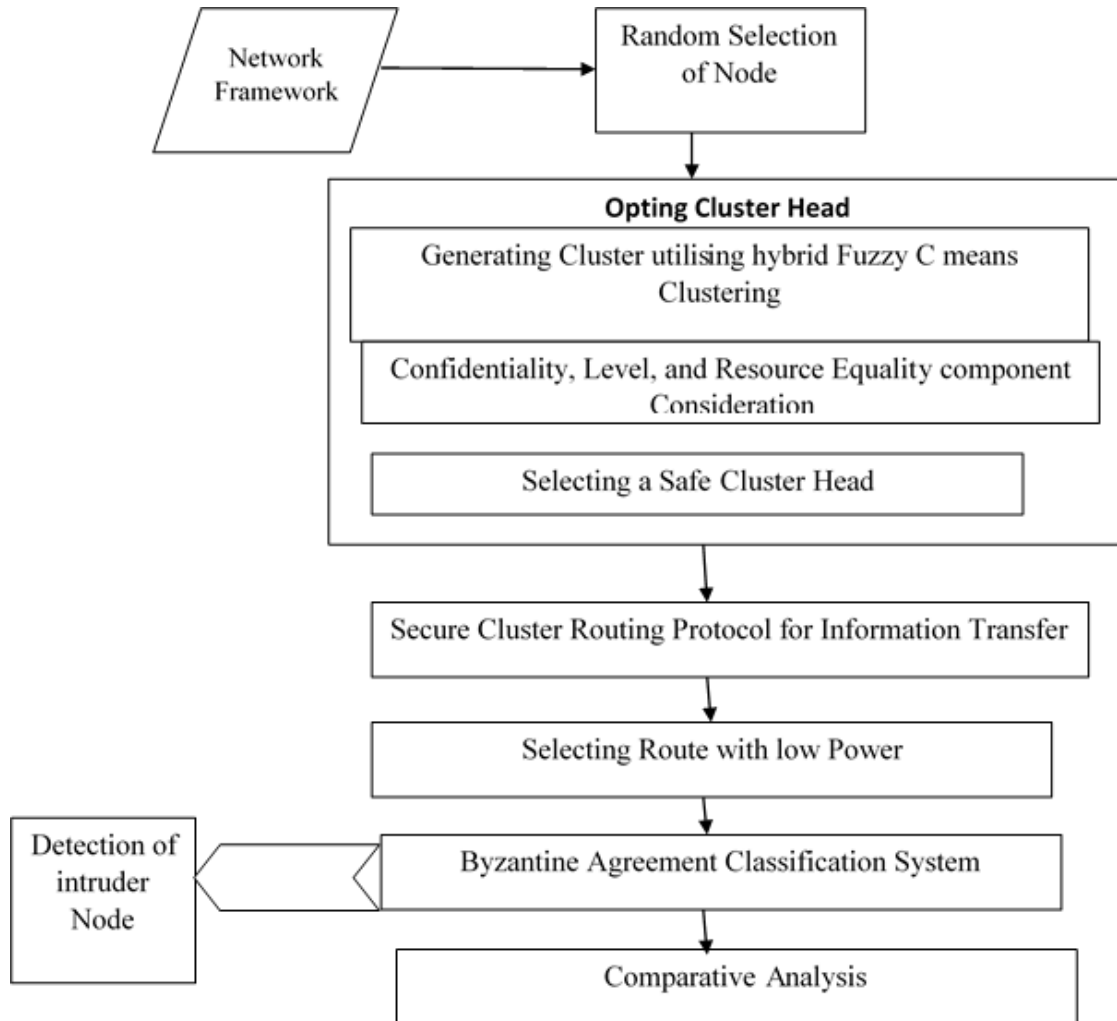 Network
Framework
Random Selection
of Node
Opting Cluster Head
Generating Cluster utilising hybrid Fuzzy C means
Clustering
Confidentiality, Level, and Resource Equality component
Consideration
Selecting a Safe Cluster Head
Secure Cluster Routing Protocol for Information Transfer
Selecting Route with low Power
Detection of
intruder
Node
Byzantine Agreement Classification System
Comparative Analysis